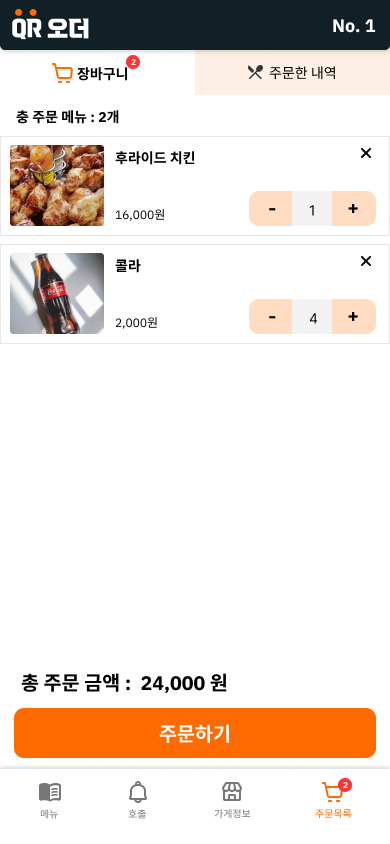 QR 오더
No. 1
장바구니
2
주문한 내역
총 주문 메뉴 : 2개
후라이드 치킨
16,000원
- 1 +
콜라
2,000원
- 4 +
총 주문 금액 : 24,000 원
주문하기
메뉴
호출
가게정보
2
주문목록